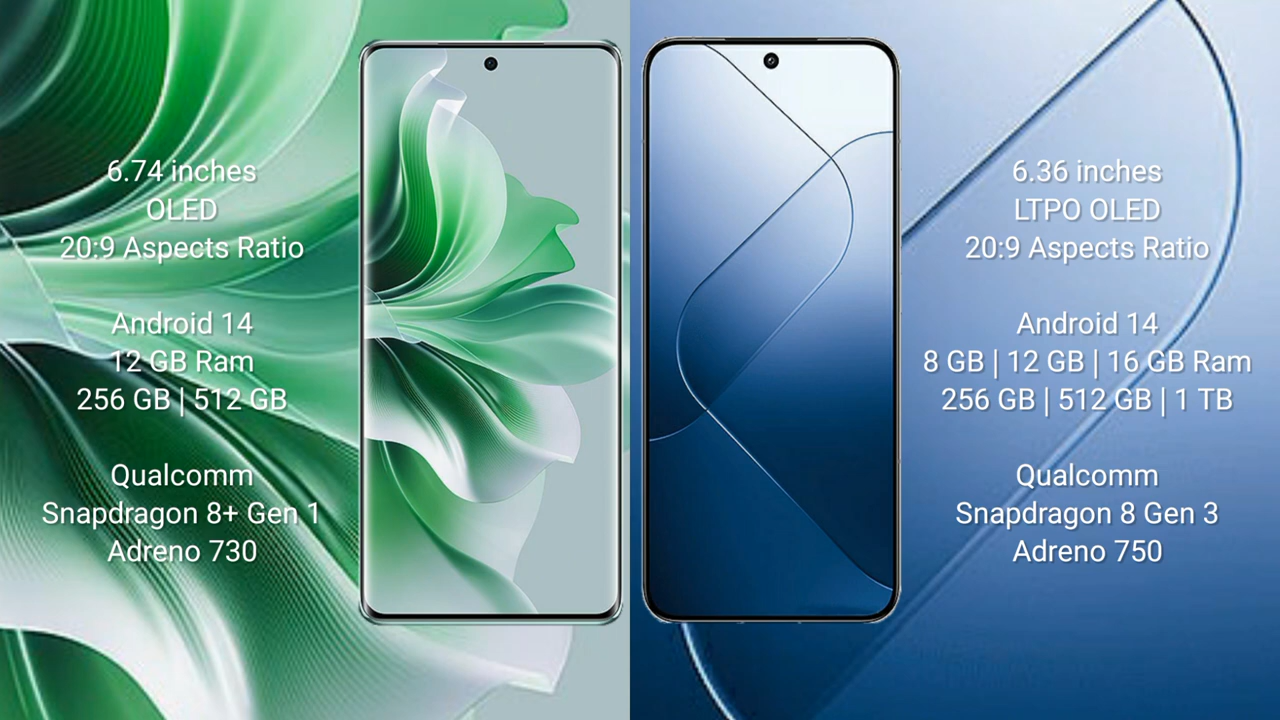 6.74 inches
OLED
20:9 Aspects Ratio
Android 14
12 GB Ram
256 GB | 512 GB
Qualcomm
Snapdragon 8+ Gen 1
Adreno 730
6.36 inches
LTPO OLED
20:9 Aspects Ratio
Android 14
8 GB | 12 GB | 16 GB Ram
256 GB | 512 GB | 1 TB
Qualcomm
Snapdragon 8 Gen 3
Adreno 750